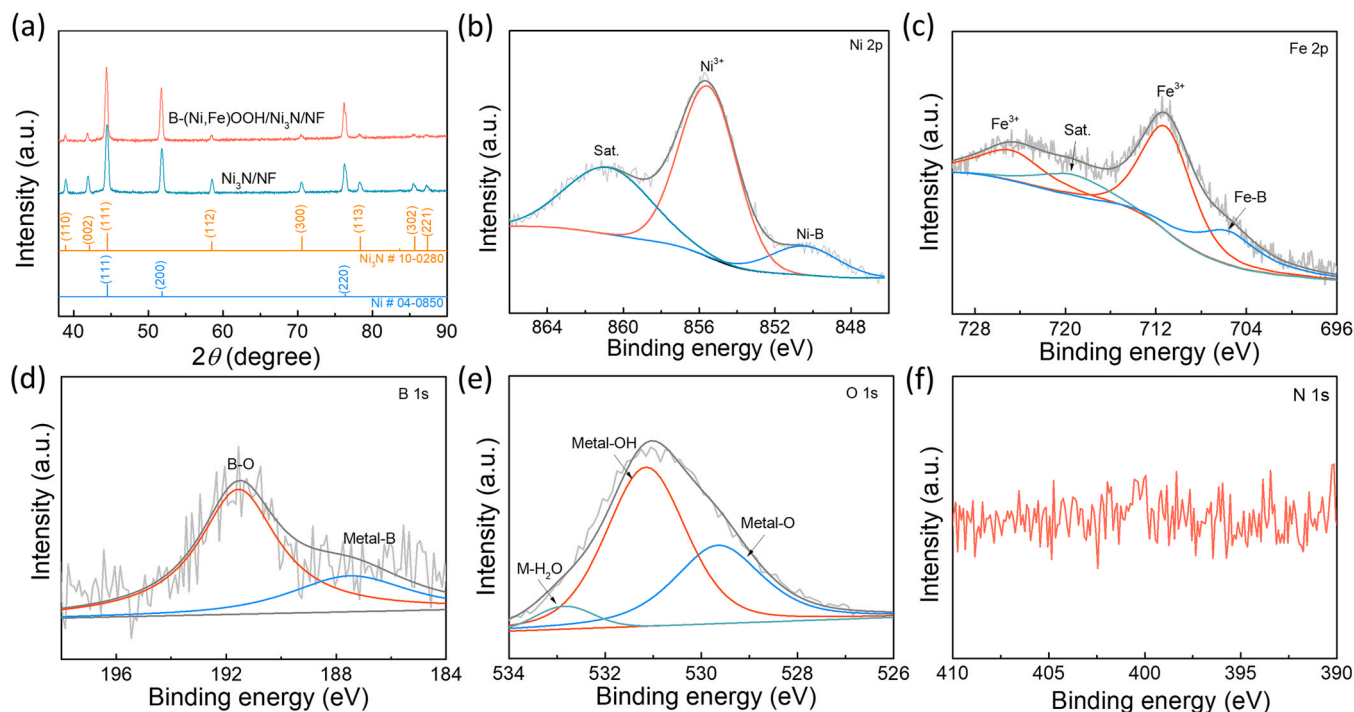 (a)
Intensity (a.u.)
B-(Ni,Fe)OOH/Ni₃N/NF
Ni₃N/NF
(110)
(002)
(111)
(112)
(300)
(113)
(302)
(221)
Ni₃N # 10-0280
(111)
(200)
(220)
Ni # 04-0850
40 50 60 70 80 90
2θ (degree)
(b)
Ni 2p
Intensity (a.u.)
Sat.
Ni³⁺
Ni-B
864 860 856 852 848
Binding energy (eV)
(c)
Fe 2p
Intensity (a.u.)
Fe³⁺
Sat.
Fe³⁺
Fe-B
728 720 712 704 696
Binding energy (eV)
(d)
B 1s
Intensity (a.u.)
B-O
Metal-B
196 192 188 184
Binding energy (eV)
(e)
O 1s
Intensity (a.u.)
Metal-OH
Metal-O
M-H₂O
534 532 530 528 526
Binding energy (eV)
(f)
N 1s
Intensity (a.u.)
410 405 400 395 390
Binding energy (eV)